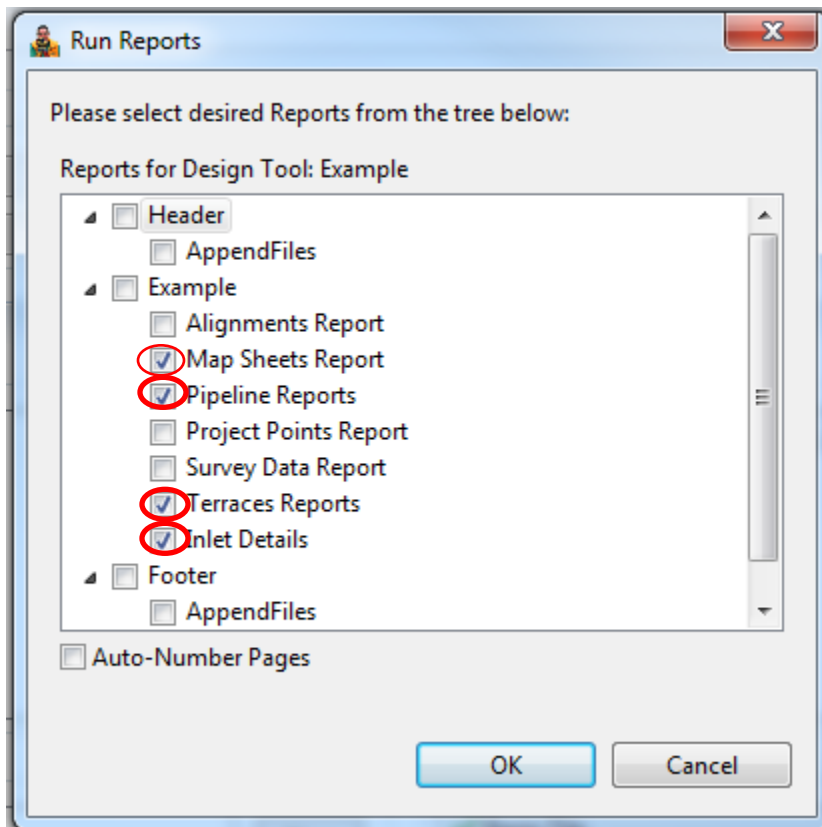 Run Reports
Please select desired Reports from the tree below:
Reports for Design Tool: Example
Header
AppendFiles
Example
Alignments Report
Map Sheets Report
Pipeline Reports
Project Points Report
Survey Data Report
Terraces Reports
Inlet Details
Footer
AppendFiles
Auto-Number Pages
OK Cancel